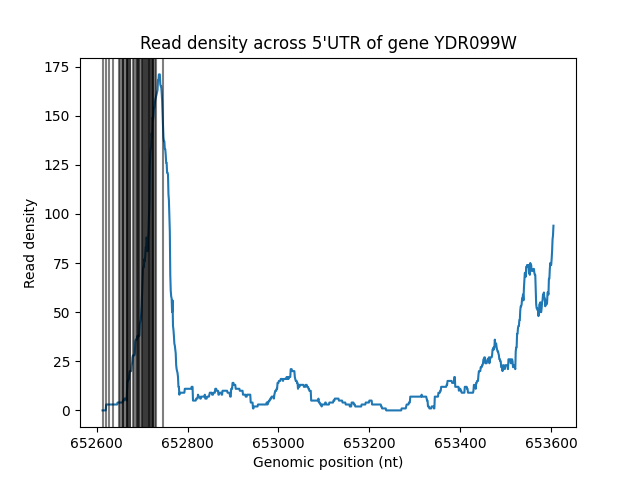 Read density across 5'UTR of gene YDR099W
175
150
125
100
75
50
25
0
Read density
652600 652800 653000 653200 653400 653600
Genomic position (nt)